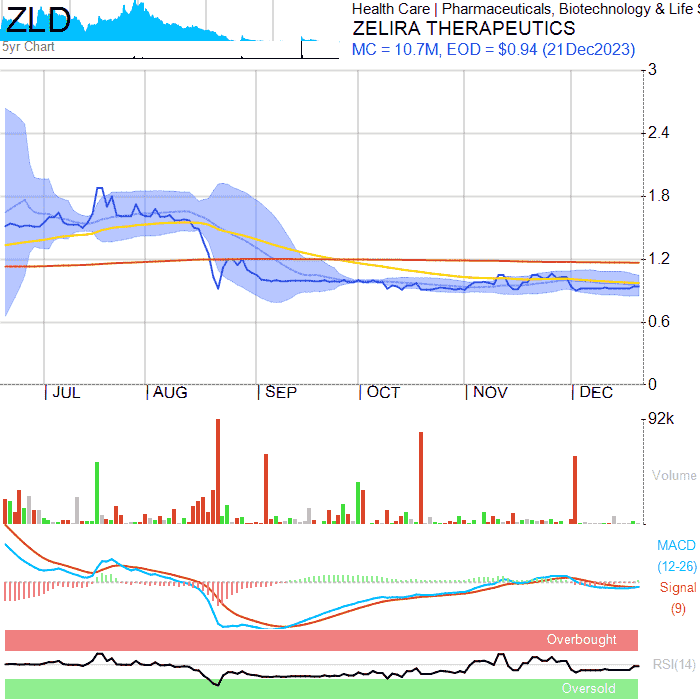 ZLD
Health Care | Pharmaceuticals, Biotechnology & Life S
ZELIRA THERAPEUTICS
MC = 10.7M, EOD = $0.94 (21Dec2023)
5yr Chart
3
2.4
1.8
1.2
0.6
0
JUL AUG SEP OCT NOV DEC
92k
Volume
MACD
(12-26)
Signal
(9)
Overbought
RSI(14)
Oversold